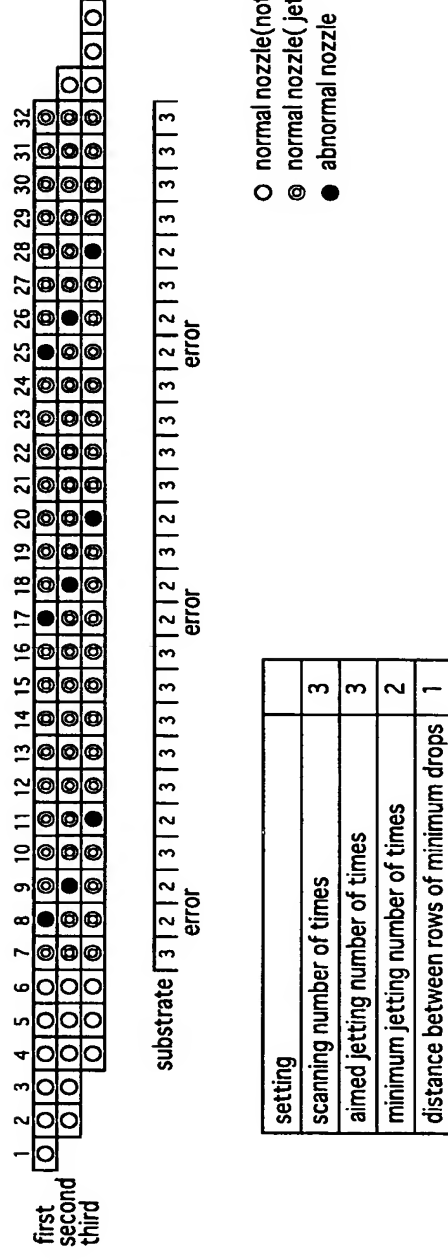 1 2 3 4 5 6 7 8 9 10 11 12 13 14 15 16 17 18 19 20 21 22 23 24 25 26 27 28 29 30 31 32
first
second
third
substrate 3 2 2 3 2 3 3 3 3 3 2 2 3 2 3 3 3 3 2 2 3 2 3 3 3 3
error error error
setting
scanning number of times 3
aimed jetting number of times 3
minimum jetting number of times 2
distance between rows of minimum drops 1
normal nozzle(not
normal nozzle( jet
abnormal nozzle